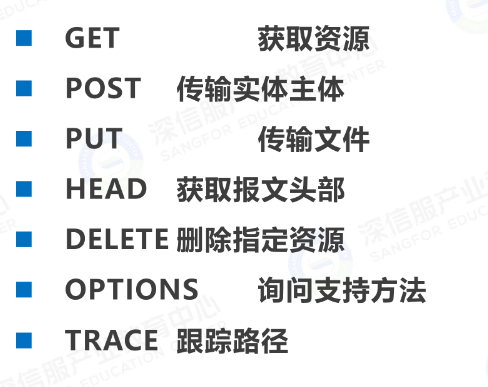 GET 获取资源
POST 传输实体主体
PUT 传输文件
HEAD 获取报文头部
DELETE 删除指定资源
OPTIONS 询问支持方法
TRACE 跟踪路径
深信服产业教育中心
SANGFOR EDUCATION CENTER